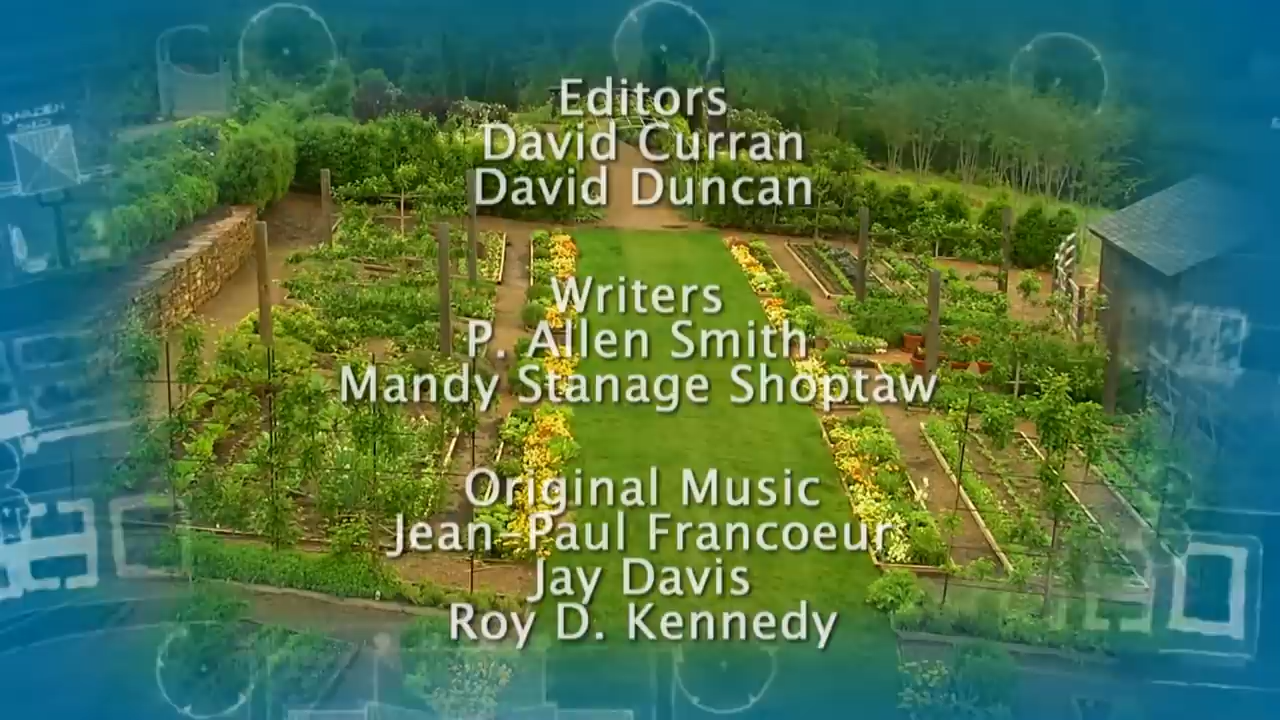 Editors
David Curran
David Duncan
Writers
P. Allen Smith
Mandy Stanage Shoptaw
Original Music
Jean-Paul Francoeur
Jay Davis
Roy D. Kennedy